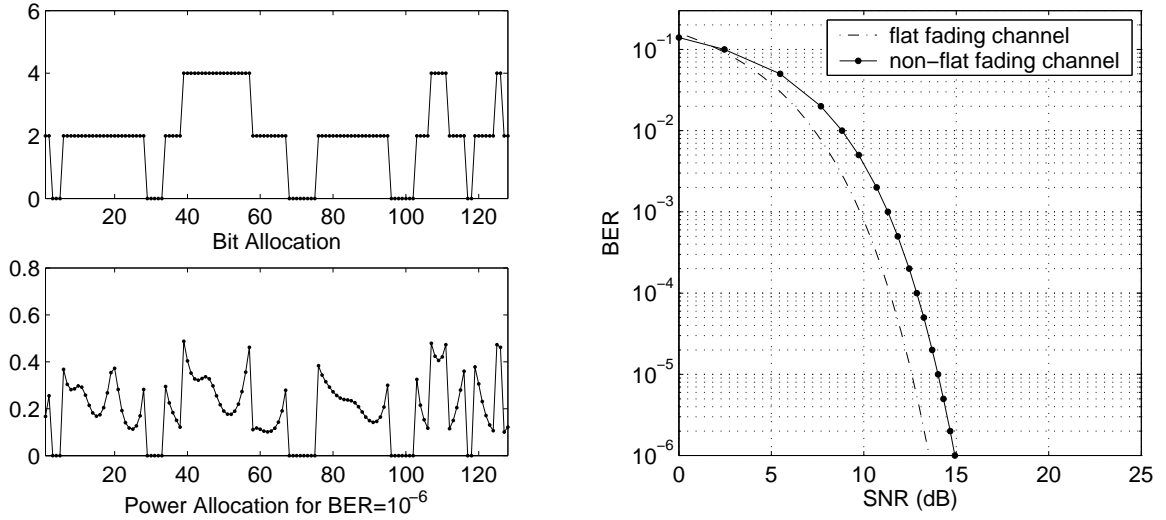 6
4
2
0
20 40 60 80 100 120
Bit Allocation
0.8
0.6
0.4
0.2
0
20 40 60 80 100 120
Power Allocation for BER=10⁻⁶
flat fading channel
non−flat fading channel
BER
10⁻¹
10⁻²
10⁻³
10⁻⁴
10⁻⁵
10⁻⁶
0 5 10 15 20 25
SNR (dB)